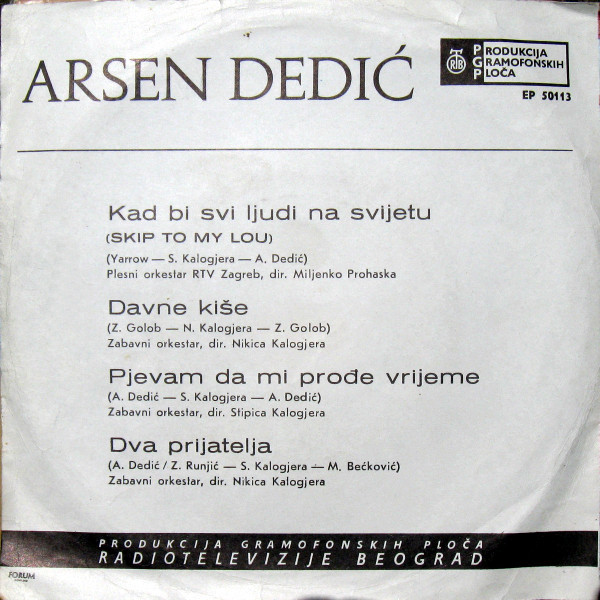 ARSEN DEDIĆ
RTB
PGP
PRODUKCIJA
GRAMOFONSKIH
PLOČA
EP 50113
Kad bi svi ljudi na svijetu
(SKIP TO MY LOU)
(Yarrow — S. Kalogjera — A. Dedić)
Plesni orkestar RTV Zagreb, dir. Miljenko Prohaska
Davne kiše
(Z. Golob — N. Kalogjera — Z. Golob)
Zabavni orkestar, dir. Nikica Kalogjera
Pjevam da mi prođe vrijeme
(A. Dedić — S. Kalogjera — A. Dedić)
Zabavni orkestar, dir. Stipica Kalogjera
Dva prijatelja
(A. Dedić / Z. Runjić — S. Kalogjera — M. Bećković)
Zabavni orkestar, dir. Nikica Kalogjera
PRODUKCIJA GRAMOFONSKIH PLOČA
RADIOTELEVIZIJE BEOGRAD
FORUM